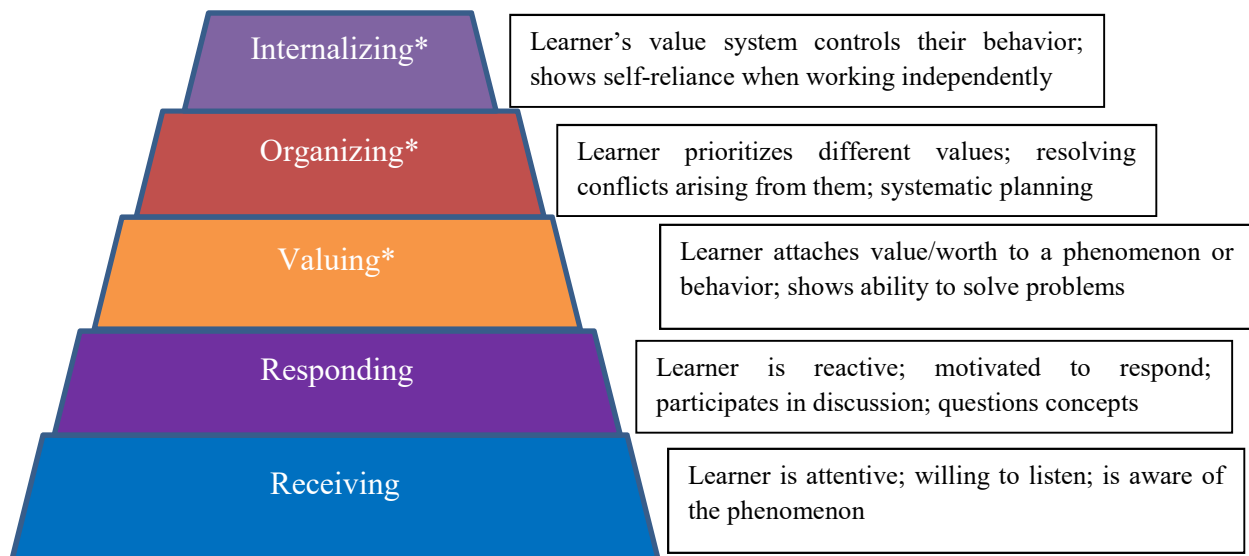 Internalizing*
Learner's value system controls their behavior;
shows self-reliance when working independently
Organizing*
Learner prioritizes different values; resolving
conflicts arising from them; systematic planning
Valuing*
Learner attaches value/worth to a phenomenon or
behavior; shows ability to solve problems
Responding
Learner is reactive; motivated to respond;
participates in discussion; questions concepts
Receiving
Learner is attentive; willing to listen; is aware of
the phenomenon